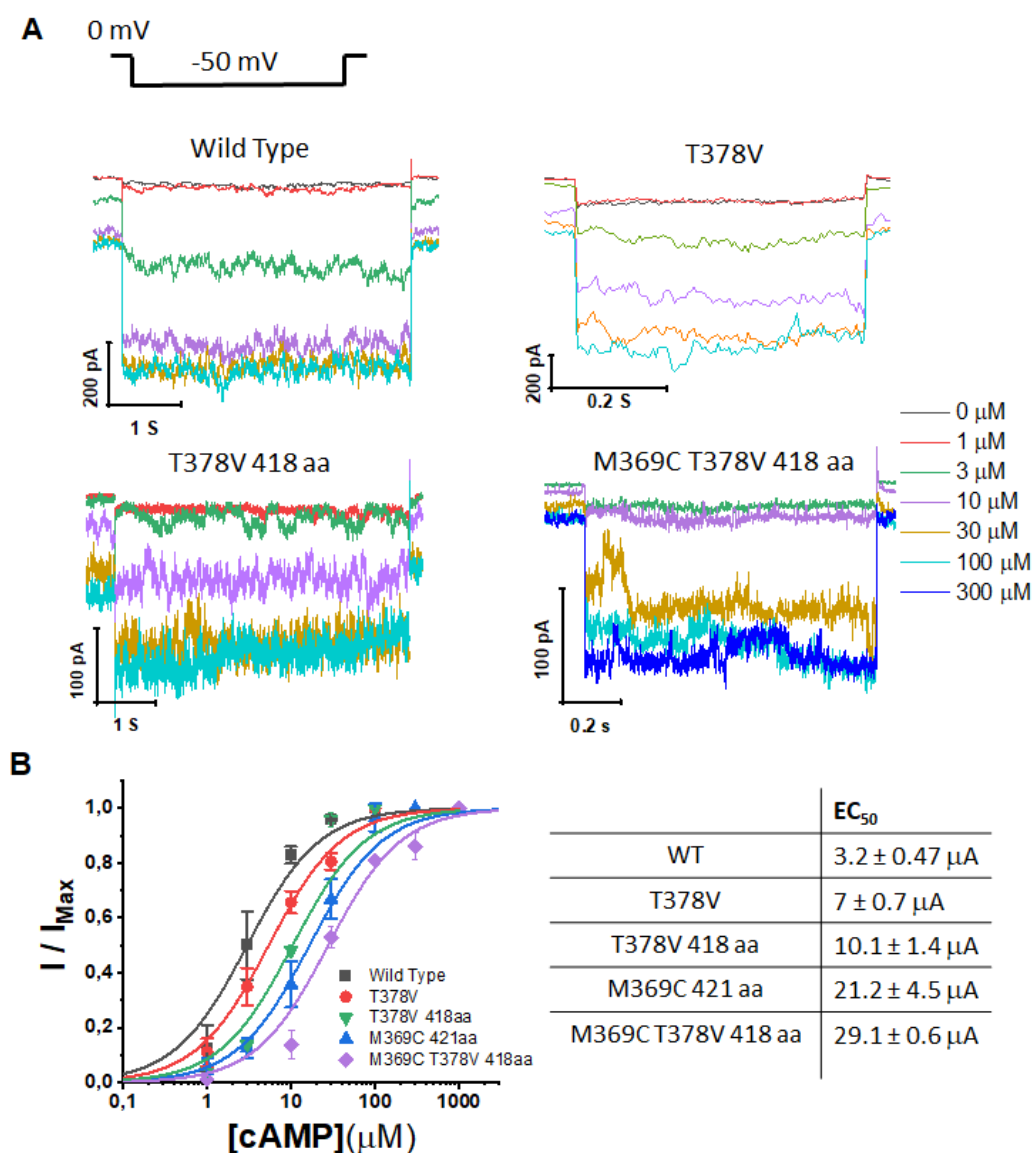 A
0 mV
-50 mV
Wild Type
T378V
200 pA
1 S
200 pA
0.2 S
T378V 418 aa
M369C T378V 418 aa
0 μM
1 μM
3 μM
10 μM
30 μM
100 μM
300 μM
100 pA
1 S
100 pA
0.2 s
B
I / I Max
1,0
0,8
0,6
0,4
0,2
0,0
0,1
1
10
100
1000
[cAMP](μM)
Wild Type
T378V
T378V 418aa
M369C 421aa
M369C T378V 418aa
EC50
WT 3.2 ± 0.47 μA
T378V 7 ± 0.7 μA
T378V 418 aa 10.1 ± 1.4 μA
M369C 421 aa 21.2 ± 4.5 μA
M369C T378V 418 aa 29.1 ± 0.6 μA